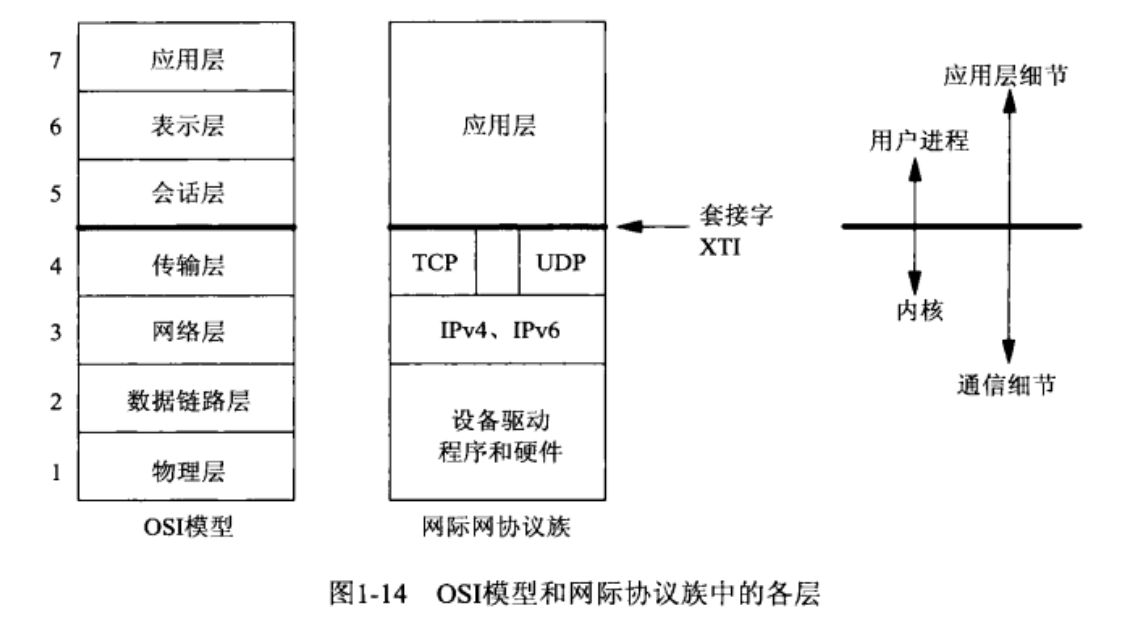 7
应用层
6
表示层
5
会话层
4
传输层
3
网络层
2
数据链路层
1
物理层
OSI模型
应用层
TCP
UDP
IPv4、IPv6
设备驱动
程序和硬件
网际网协议族
套接字
XTI
应用层细节
用户进程
内核
通信细节
图1-14 OSI模型和网际协议族中的各层